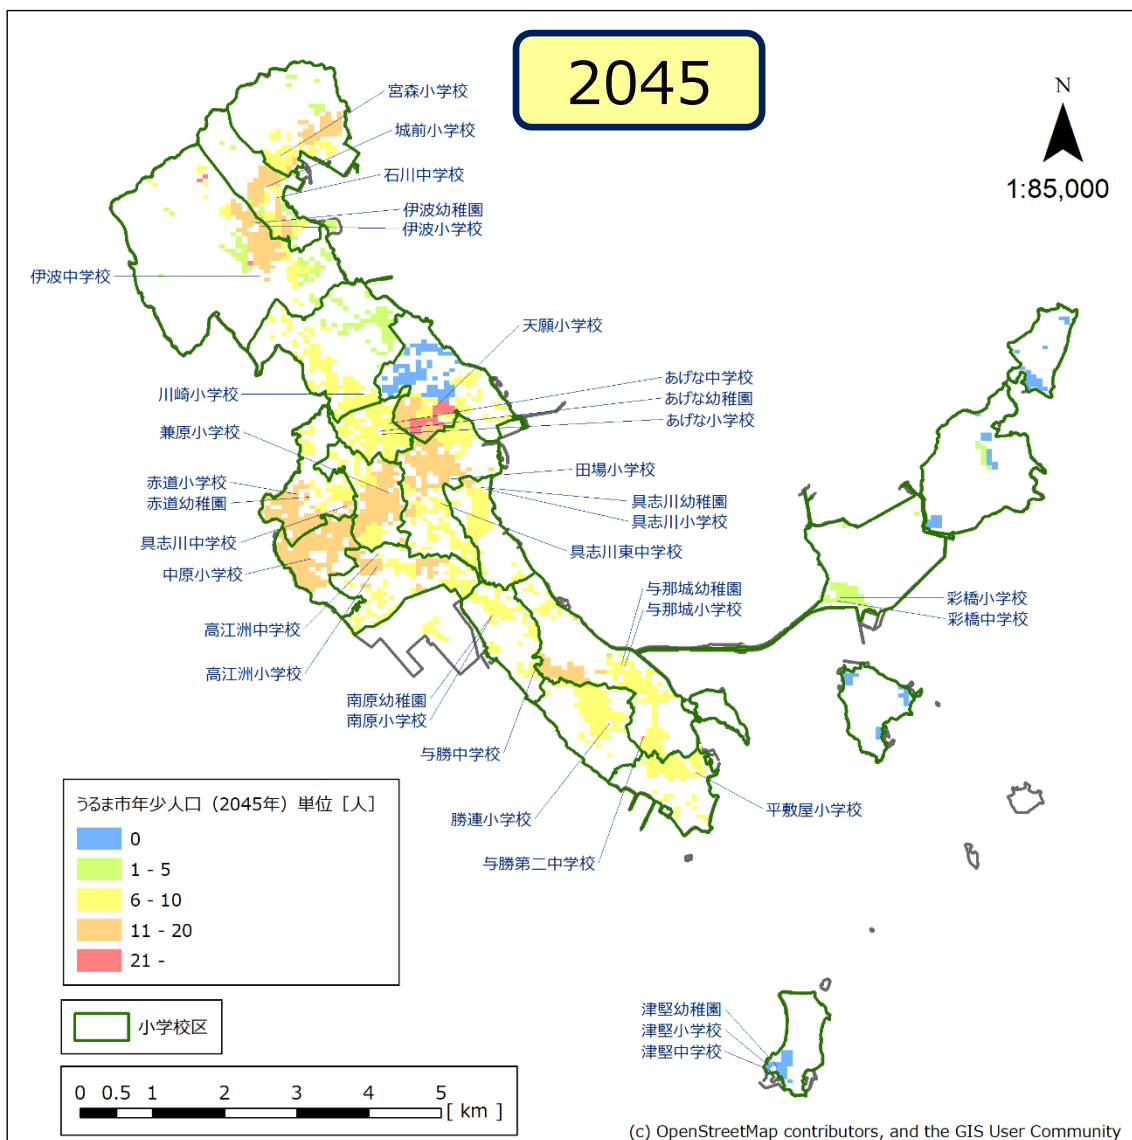 2045
N
1:85,000
宮森小学校
城前小学校
石川中学校
伊波幼稚園
伊波小学校
伊波中学校
天願小学校
川崎小学校
あげな中学校
あげな幼稚園
あげな小学校
兼原小学校
田場小学校
赤道小学校
赤道幼稚園
具志川幼稚園
具志川小学校
具志川中学校
具志川東中学校
中原小学校
与那城幼稚園
与那城小学校
彩橋小学校
彩橋中学校
高江洲中学校
高江洲小学校
南原幼稚園
南原小学校
与勝中学校
勝連小学校
平敷屋小学校
与勝第二中学校
うるま市年少人口（2045年）単位［人］
0
1 - 5
6 - 10
11 - 20
21 -
小学校区
津堅幼稚園
津堅小学校
津堅中学校
0 0.5 1 2 3 4 5
[ km ]
(c) OpenStreetMap contributors, and the GIS User Community